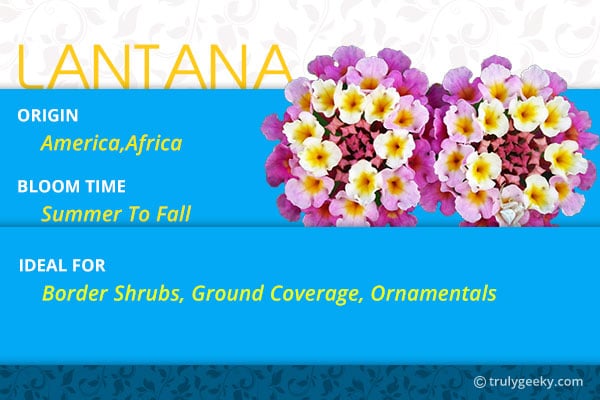 LANTANA
ORIGIN
America,Africa
BLOOM TIME
Summer To Fall
IDEAL FOR
Border Shrubs, Ground Coverage, Ornamentals
© trulygeeky.com